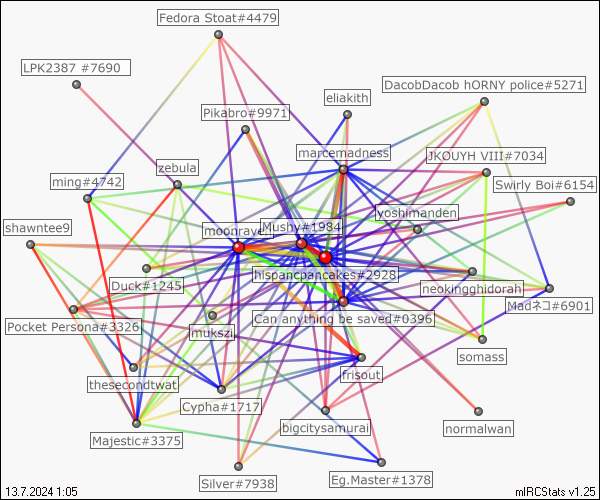 Fedora Stoat#4479
LPK2387 #7690
DacobDacob hORNY police#5271
eliakith
Pikabro#9971
marcemadness
JKOUYH VIII#7034
zebula
ming#4742
Swirly Boi#6154
yoshimanden
shawntee9
Mushy#1984
hispancpancakes#2928
Duck#1245
neokingghidorah
Madネコ#6901
Can anything be saved#0396
Pocket Persona#3326
somass
frisout
thesecondtwat
Cypha#1717
bigcitysamurai
normalwan
Majestic#3375
Silver#7938
Eg.Master#1378
13.7.2024 1:05
mIRCStats v1.25